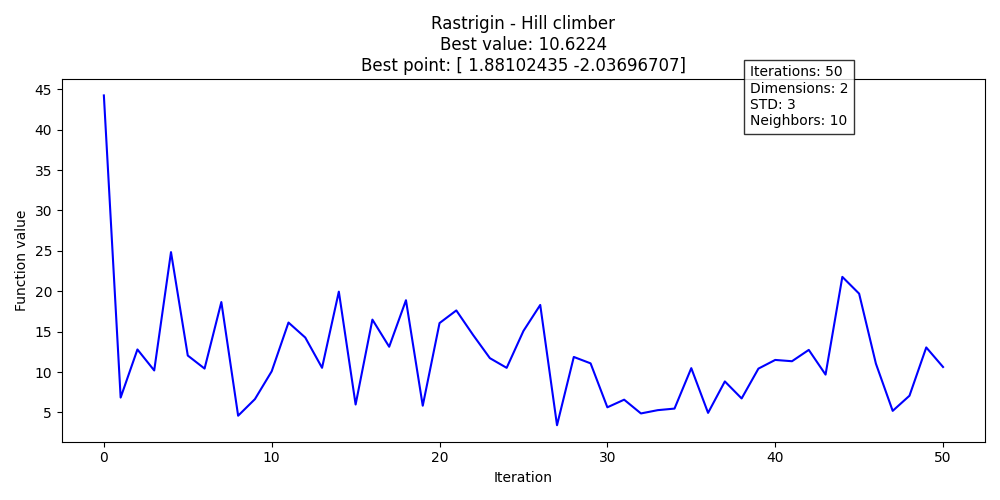 Rastrigin - Hill climber
Best value: 10.6224
Best point: [ 1.88102435 -2.03696707]
Iterations: 50
Dimensions: 2
STD: 3
Neighbors: 10
45
40
35
30
25
20
15
10
5
Function value
0 10 20 30 40 50
Iteration